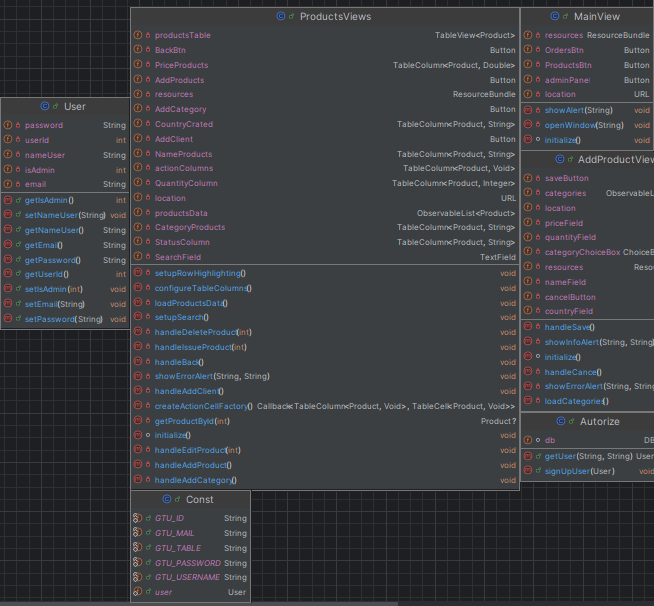 ProductsViews
productsTable TableView<Product>
BackBtn Button
PriceProducts TableColumn<Product, Double>
AddProducts Button
resources ResourceBundle
AddCategory Button
CountryCrated TableColumn<Product, String>
AddClient Button
NameProducts TableColumn<Product, String>
actionColumns TableColumn<Product, Void>
QuantityColumn TableColumn<Product, Integer>
location URL
productsData ObservableList<Product>
CategoryProducts TableColumn<Product, String>
StatusColumn TableColumn<Product, String>
SearchField TextField
setupRowHighlighting() void
configureTableColumns() void
loadProductsData() void
setupSearch() void
handleDeleteProduct(int) void
handleIssueProduct(int) void
handleBack() void
showErrorAlert(String, String) void
handleAddClient() void
createActionCellFactory() Callback<TableColumn<Product, Void>, TableCell<Product, Void>>
getProductById(int) Product?
initialize() void
handleEditProduct(int) void
handleAddProduct() void
handleAddCategory() void
MainView
resources ResourceBundle
OrdersBtn Button
ProductsBtn Button
adminPanel Button
location URL
showAlert(String) void
openWindow(String) void
initialize() void
User
password String
userId int
nameUser String
isAdmin int
email String
getIsAdmin() int
setNameUser(String) void
getNameUser() String
getEmail() String
getPassword() String
getUserId() int
setIsAdmin(int) void
setEmail(String) void
setPassword(String) void
AddProductView
saveButton
categories ObservableL
location
priceField
quantityField
categoryChoiceBox ChoiceB
resources Reso
nameField
cancelButton
countryField
handleSave()
showInfoAlert(String, String)
initialize()
handleCancel()
showErrorAlert(String, String)
loadCategories()
Autorize
db DB
getUser(String, String) User
signUpUser(User) void
Const
GTU_ID String
GTU_MAIL String
GTU_TABLE String
GTU_PASSWORD String
GTU_USERNAME String
user User